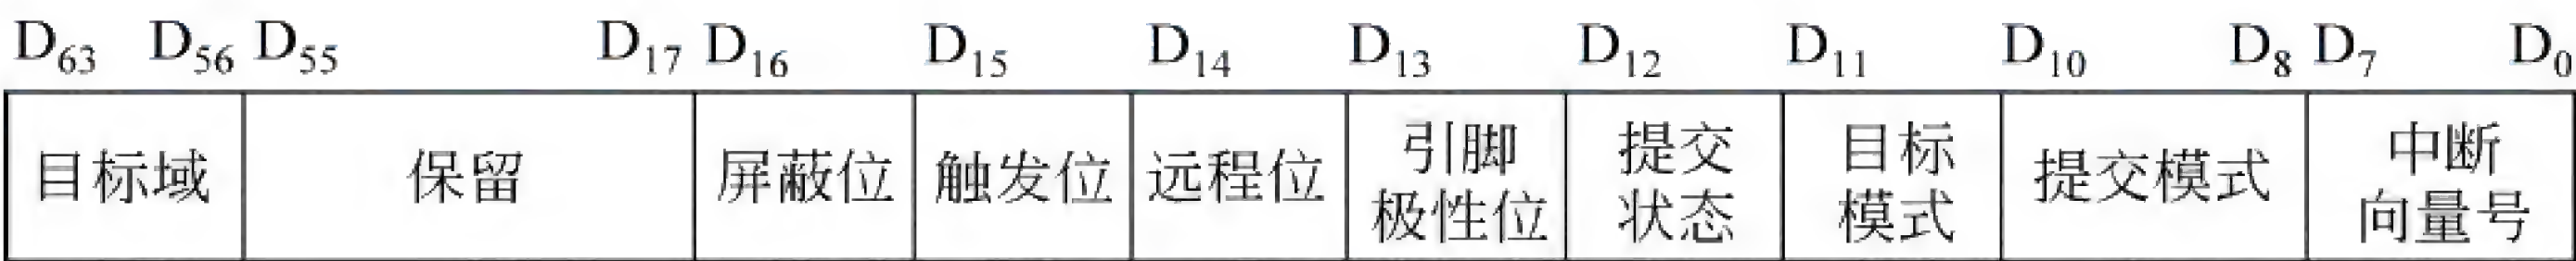 D63 D56 D55 D17 D16 D15 D14 D13 D12 D11 D10 D8 D7 D0
目标域 保留 屏蔽位 触发位 远程位 引脚极性位 提交状态 目标模式 提交模式 中断向量号